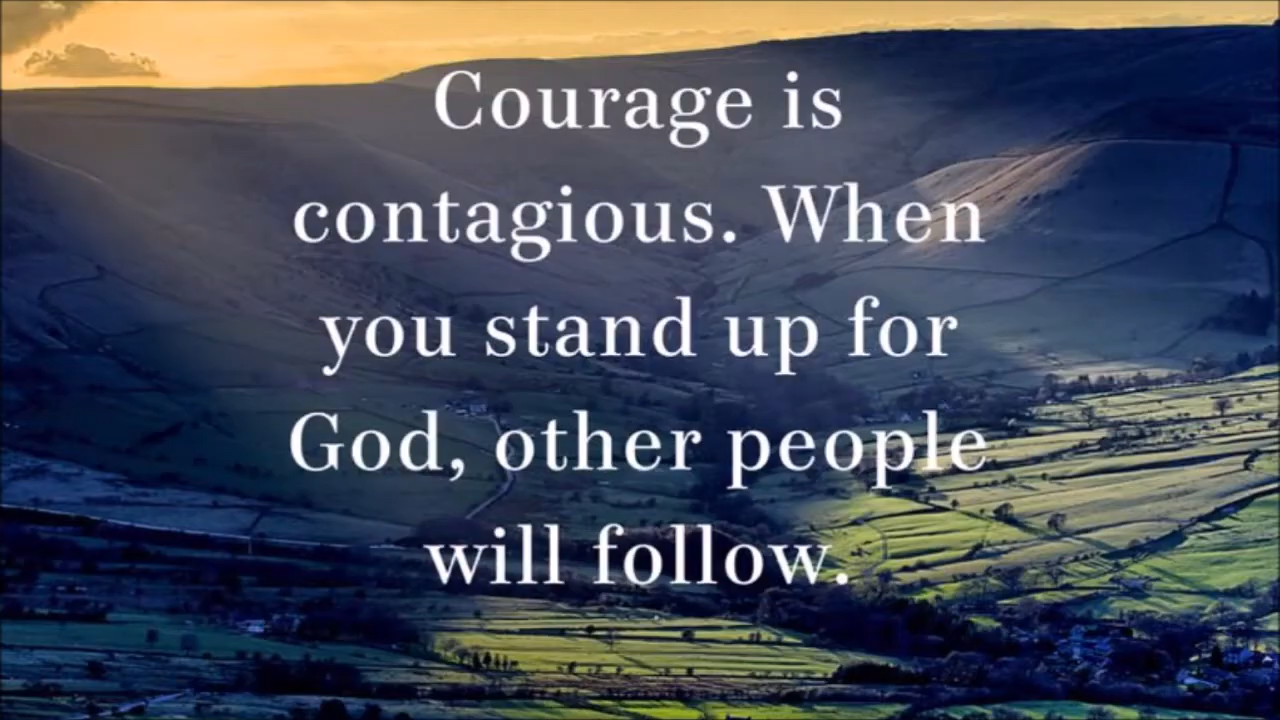 Courage is
contagious. When
you stand up for
God, other people
will follow.